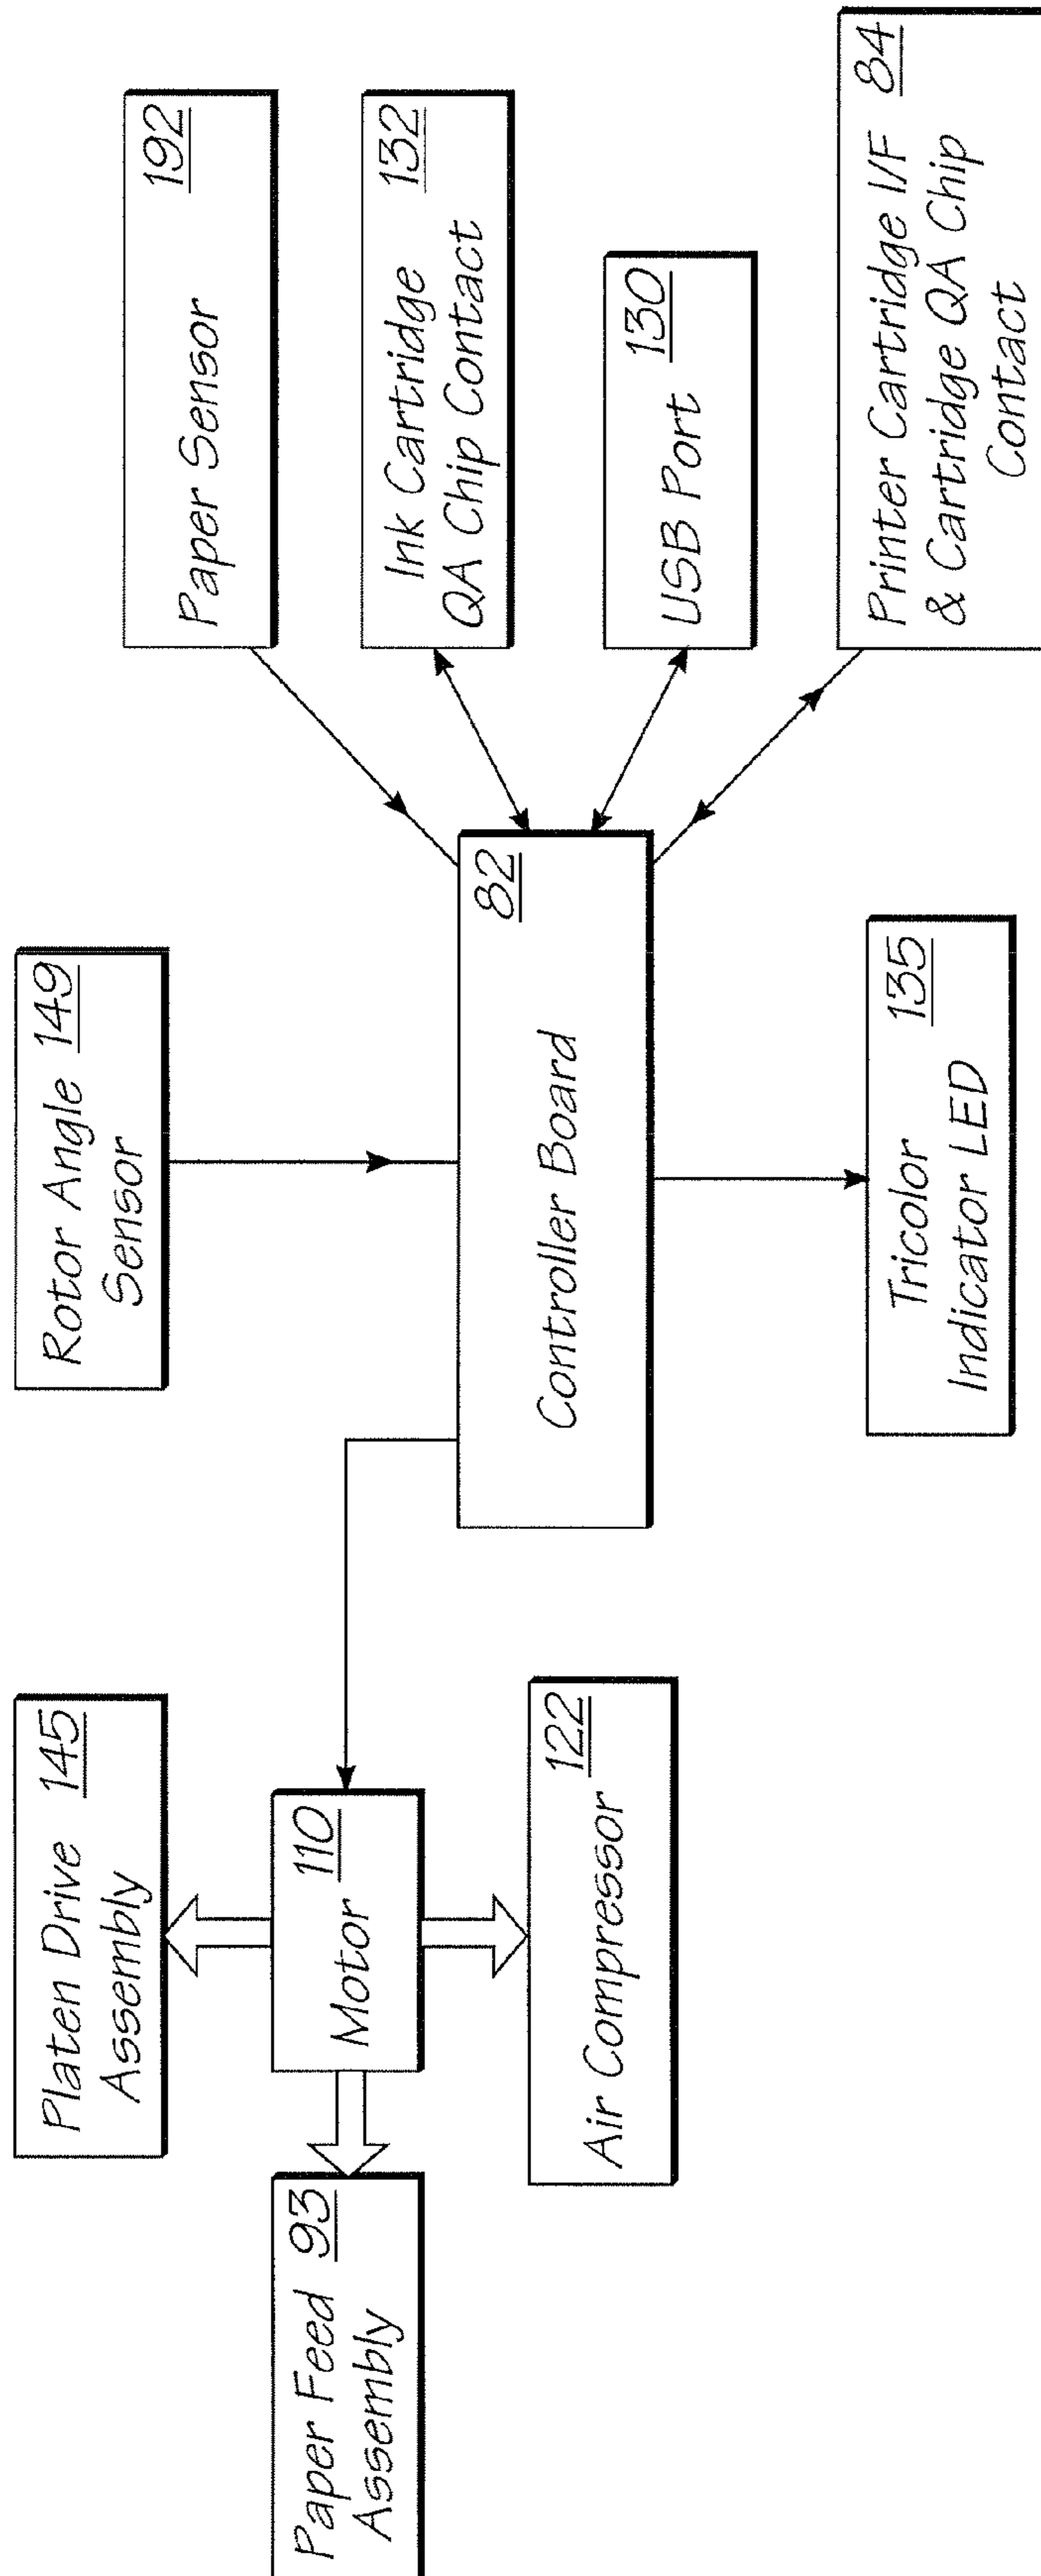 Platen Drive 145
Assembly
Rotor Angle 149
Sensor
Paper Sensor
192
Paper Feed 93
Assembly
110
Motor
Ink Cartridge 132
QA Chip Contact
82
Controller Board
122
Air Compressor
USB Port 130
Tricolor 135
Indicator LED
Printer Cartridge I/F 84
& Cartridge QA Chip
Contact